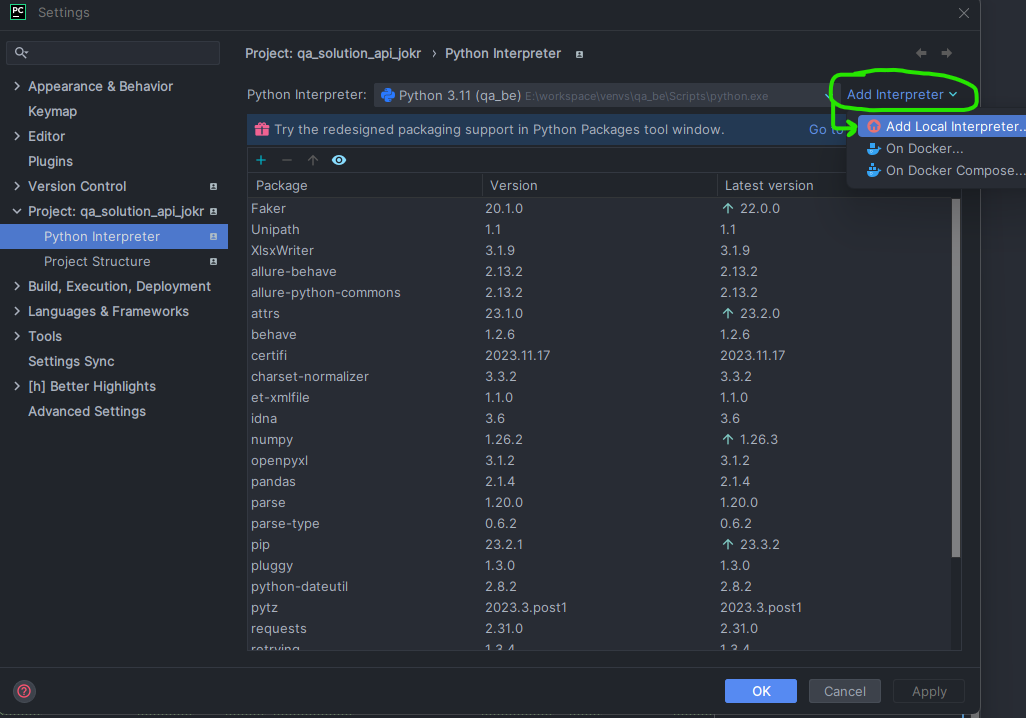 PC Settings
Project: qa_solution_api_jokr › Python Interpreter
Appearance & Behavior
Keymap
Editor
Plugins
Version Control
Project: qa_solution_api_jokr
Python Interpreter
Project Structure
Build, Execution, Deployment
Languages & Frameworks
Tools
Settings Sync
[h] Better Highlights
Advanced Settings
Python Interpreter: Python 3.11 (qa_be) E:\workspace\venvs\qa_be\Scripts\python.exe Add Interpreter
Add Local Interpreter...
On Docker...
On Docker Compose...
Try the redesigned packaging support in Python Packages tool window. Go to
Package Version Latest version
Faker 20.1.0 22.0.0
Unipath 1.1 1.1
XlsxWriter 3.1.9 3.1.9
allure-behave 2.13.2 2.13.2
allure-python-commons 2.13.2 2.13.2
attrs 23.1.0 23.2.0
behave 1.2.6 1.2.6
certifi 2023.11.17 2023.11.17
charset-normalizer 3.3.2 3.3.2
et-xmlfile 1.1.0 1.1.0
idna 3.6 3.6
numpy 1.26.2 1.26.3
openpyxl 3.1.2 3.1.2
pandas 2.1.4 2.1.4
parse 1.20.0 1.20.0
parse-type 0.6.2 0.6.2
pip 23.2.1 23.3.2
pluggy 1.3.0 1.3.0
python-dateutil 2.8.2 2.8.2
pytz 2023.3.post1 2023.3.post1
requests 2.31.0 2.31.0
retrying 1.3.4 1.3.4
OK Cancel Apply